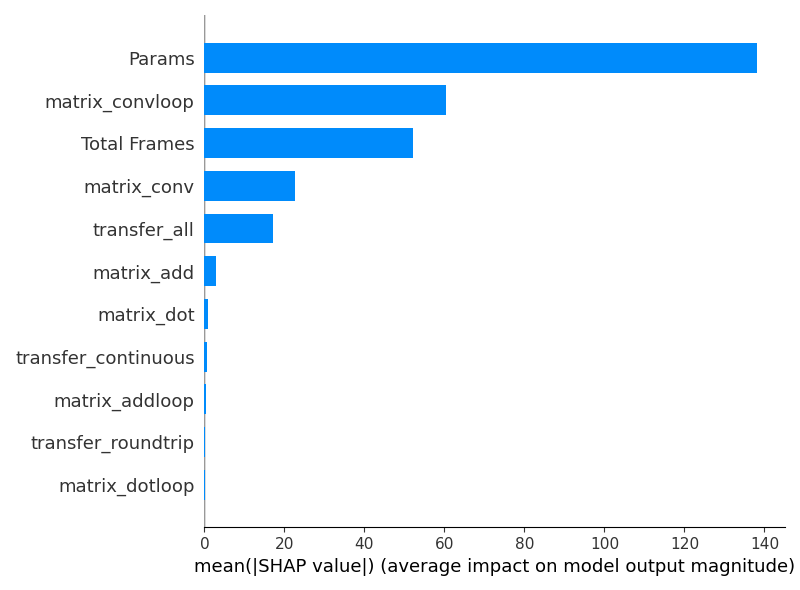 Params
matrix_convloop
Total Frames
matrix_conv
transfer_all
matrix_add
matrix_dot
transfer_continuous
matrix_addloop
transfer_roundtrip
matrix_dotloop
0 20 40 60 80 100 120 140
mean(|SHAP value|) (average impact on model output magnitude)